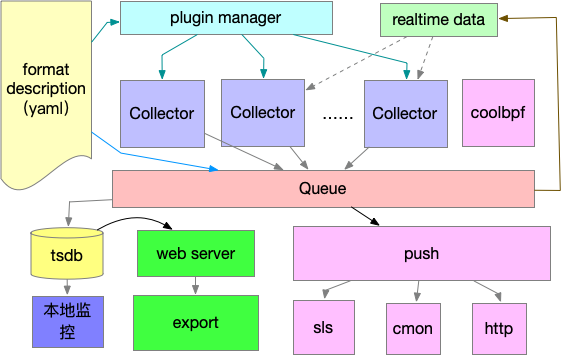 plugin manager
realtime data
format
description
(yaml)
Collector
Collector
......
Collector
coolbpf
Queue
tsdb
web server
push
本地监
控
export
sls
cmon
http